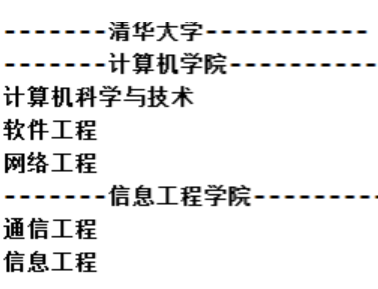 -------清华大学-----------
-------计算机学院----------
计算机科学与技术
软件工程
网络工程
-------信息工程学院---------
通信工程
信息工程